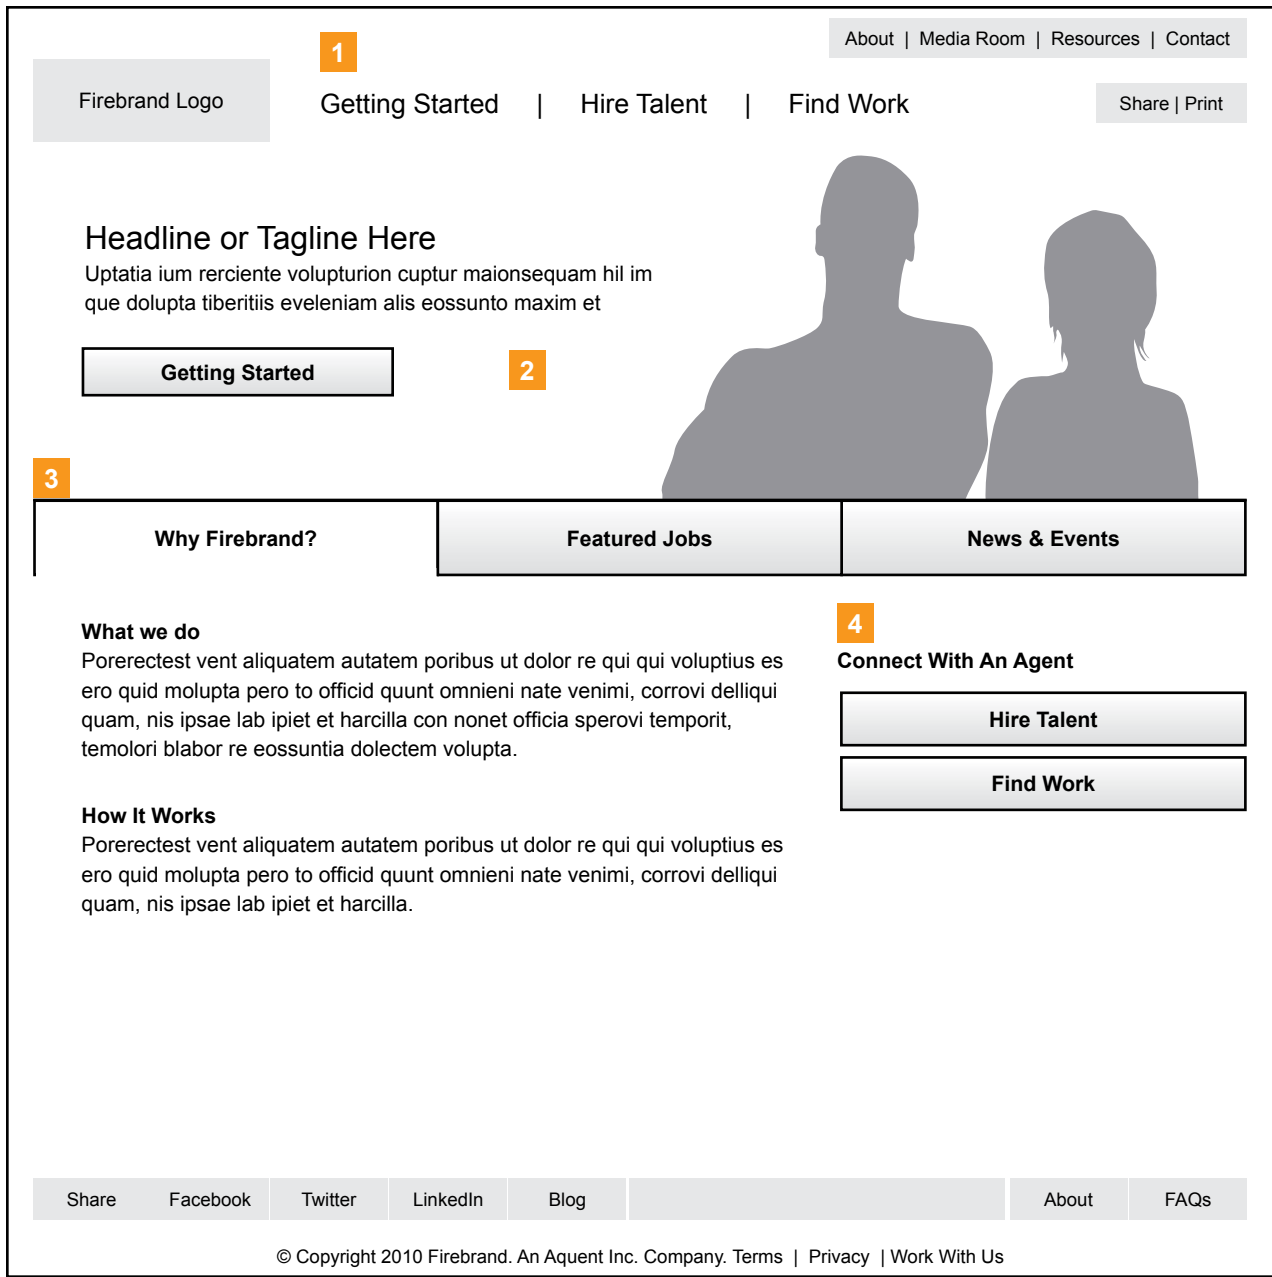 About | Media Room | Resources | Contact
1
Firebrand Logo
Getting Started | Hire Talent | Find Work
Share | Print
Headline or Tagline Here
Uptatia ium rerciente volupturion cuptur maionsequam hil im
que dolupta tiberitiis eveleniam alis eossunto maxim et
Getting Started
2
3
Why Firebrand?
Featured Jobs
News & Events
What we do
Porerectest vent aliquatem autatem poribus ut dolor re qui qui voluptius es
ero quid molupta pero to officid quunt omnieni nate venimi, corrovi delliqui
quam, nis ipsae lab ipiet et harcilla con nonet officia sperovi temporit,
temolori blabor re eossuntia dolectem volupta.
How It Works
Porerectest vent aliquatem autatem poribus ut dolor re qui qui voluptius es
ero quid molupta pero to officid quunt omnieni nate venimi, corrovi delliqui
quam, nis ipsae lab ipiet et harcilla.
4
Connect With An Agent
Hire Talent
Find Work
Share Facebook Twitter LinkedIn Blog About FAQs
© Copyright 2010 Firebrand. An Aquent Inc. Company. Terms | Privacy | Work With Us